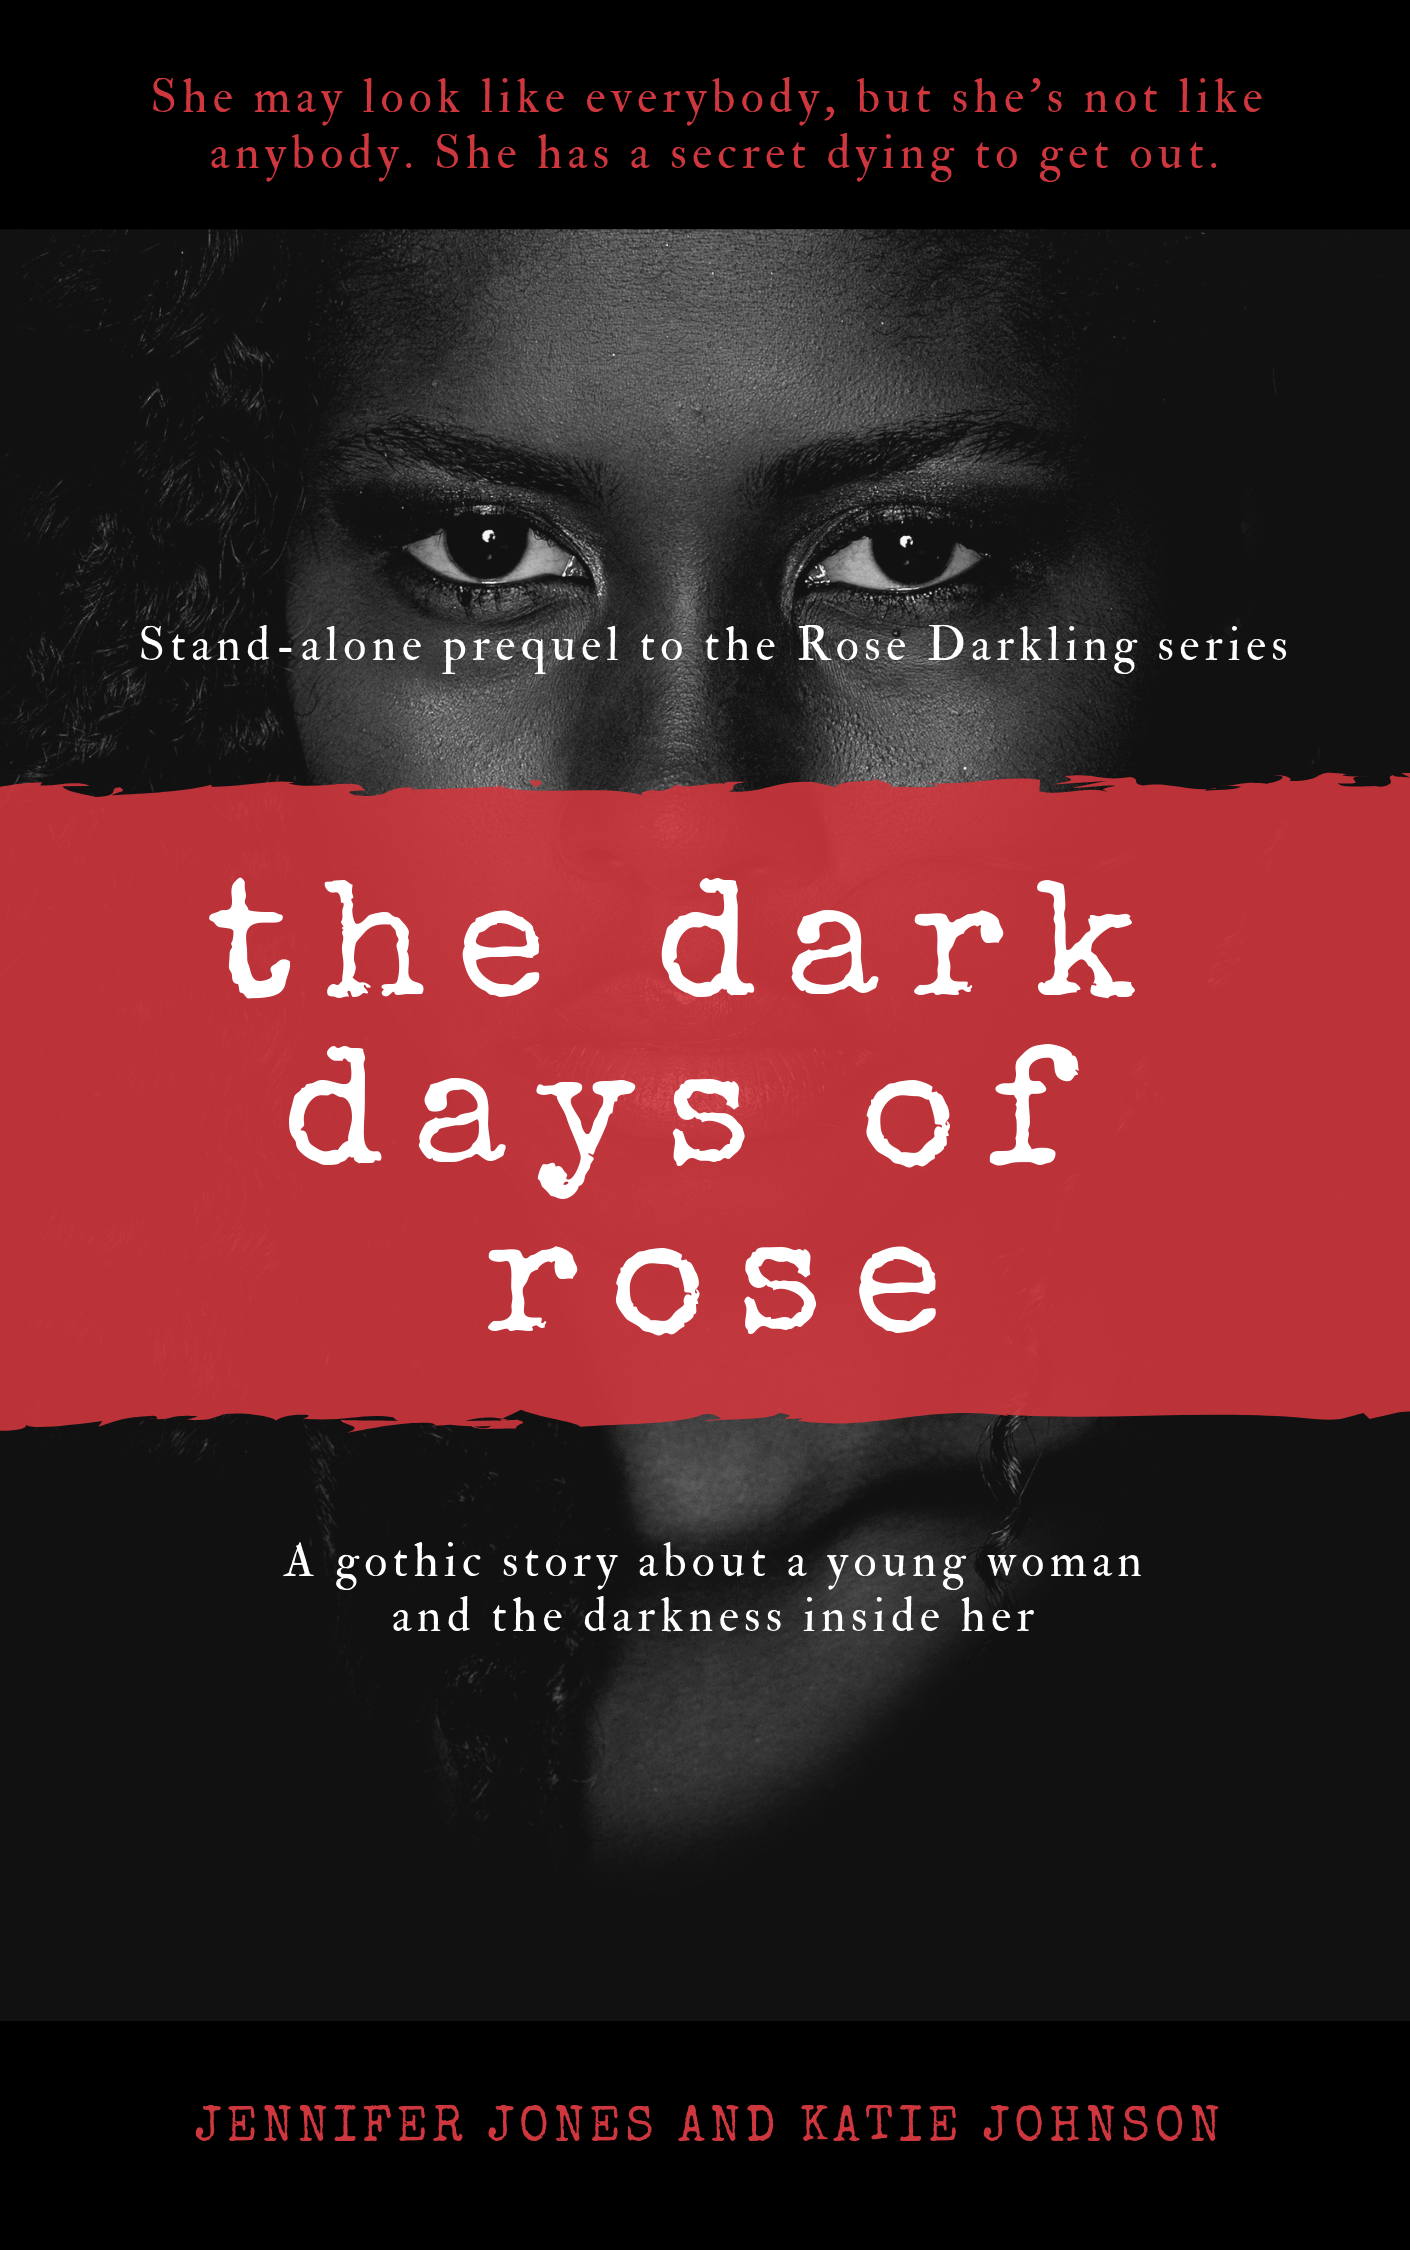 She may look like everybody, but she’s not like
anybody. She has a secret dying to get out.
Stand-alone prequel to the Rose Darkling series
the dark
days of
rose
A gothic story about a young woman
and the darkness inside her
JENNIFER JONES AND KATIE JOHNSON